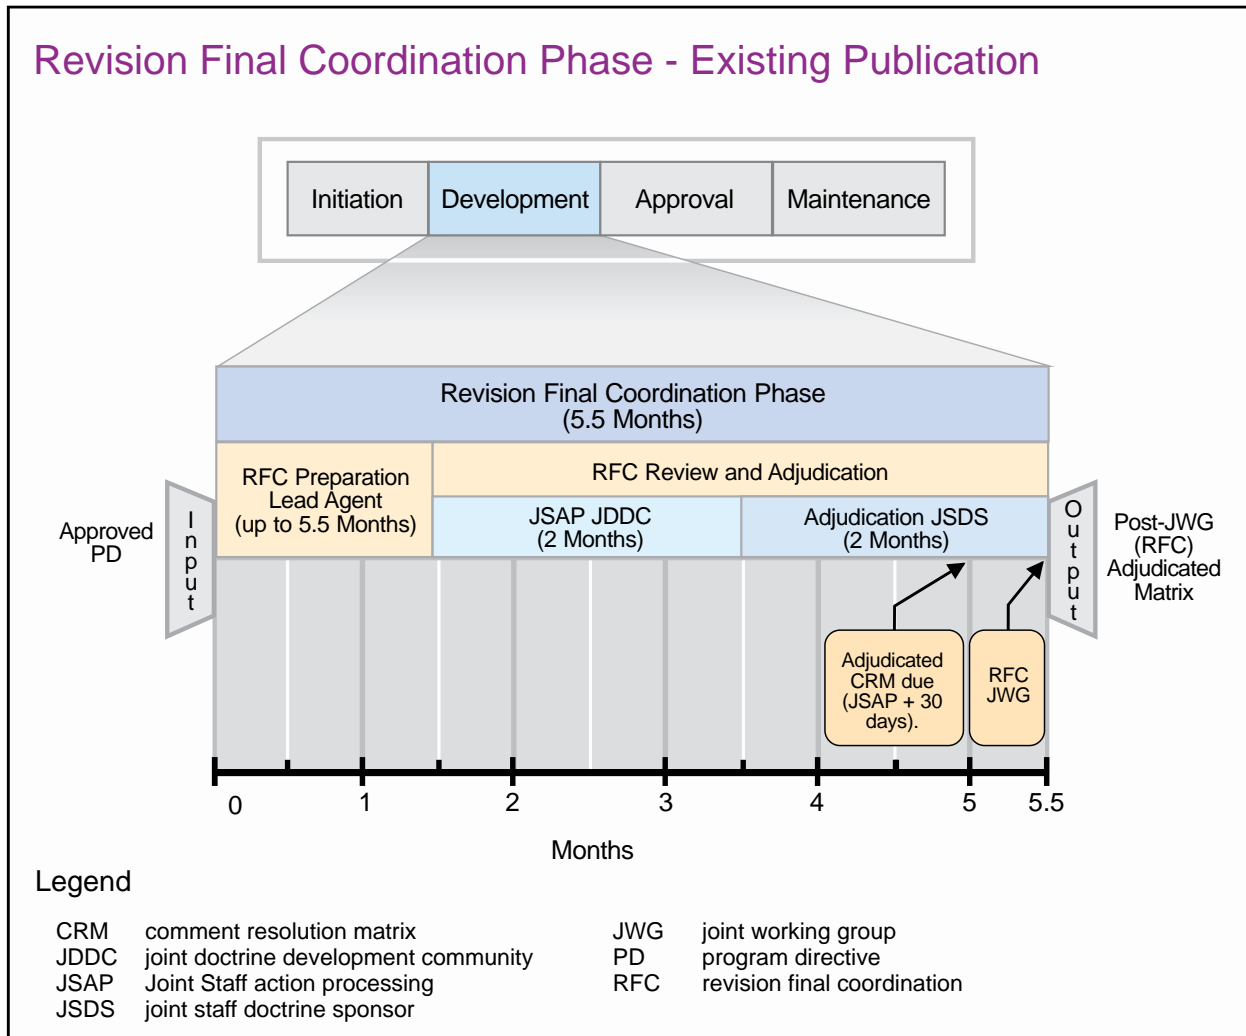 Revision Final Coordination Phase - Existing Publication
Initiation
Development
Approval
Maintenance
Revision Final Coordination Phase
(5.5 Months)
RFC Preparation
Lead Agent
(up to 5.5 Months)
RFC Review and Adjudication
JSAP JDDC
(2 Months)
Adjudication JSDS
(2 Months)
Approved
PD
Input
Output
Post-JWG
(RFC)
Adjudicated
Matrix
Adjudicated
CRM due
(JSAP + 30
days).
RFC
JWG
0 1 2 3 4 5 5.5
Months
Legend
CRM comment resolution matrix
JDDC joint doctrine development community
JSAP Joint Staff action processing
JSDS joint staff doctrine sponsor
JWG joint working group
PD program directive
RFC revision final coordination